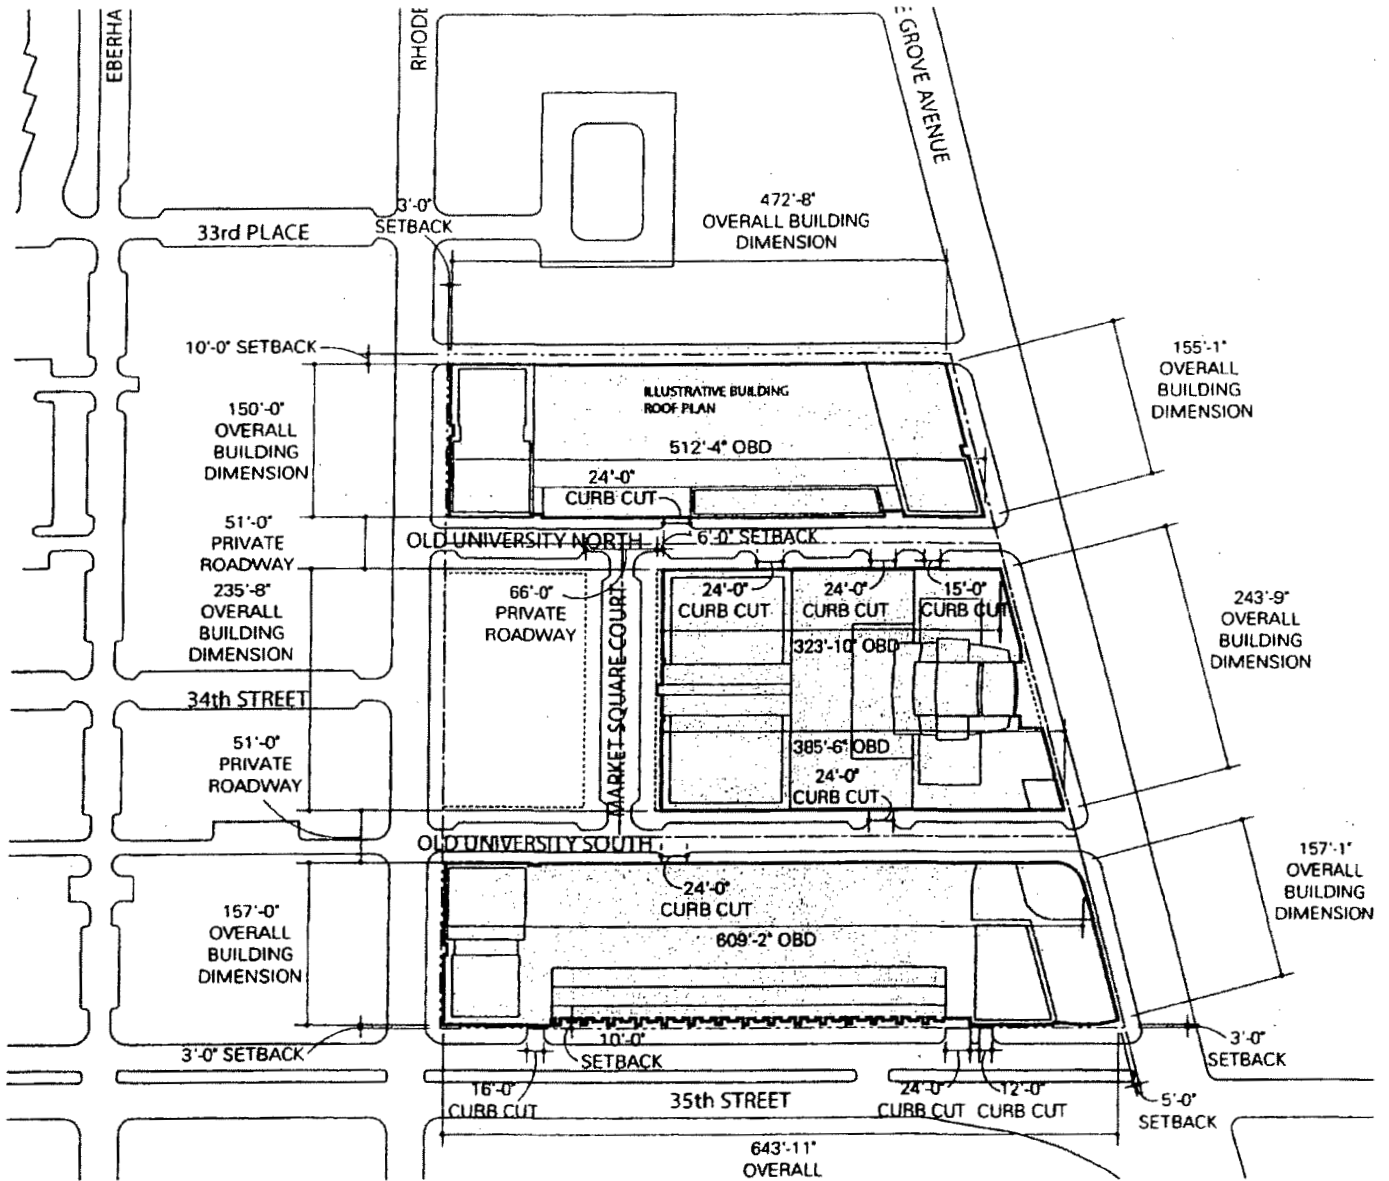 EBERHA
RHODE
E GROVE AVENUE
33rd PLACE
3'-0"
SETBACK
472'-8"
OVERALL BUILDING
DIMENSION
10'-0" SETBACK
155'-1"
OVERALL
BUILDING
DIMENSION
ILLUSTRATIVE BUILDING
ROOF PLAN
150'-0"
OVERALL
BUILDING
DIMENSION
512'-4" OBD
24'-0"
CURB CUT
51'-0"
PRIVATE
ROADWAY
OLD UNIVERSITY NORTH
6'-0" SETBACK
235'-8"
OVERALL
BUILDING
DIMENSION
66'-0"
PRIVATE
ROADWAY
MARKET SQUARE COURT
24'-0"
CURB CUT
24'-0"
CURB CUT
15'-0"
CURB CUT
243'-9"
OVERALL
BUILDING
DIMENSION
323'-10" OBD
34th STREET
51'-0"
PRIVATE
ROADWAY
385'-6" OBD
24'-0"
CURB CUT
OLD UNIVERSITY SOUTH
157'-1"
OVERALL
BUILDING
DIMENSION
24'-0"
CURB CUT
157'-0"
OVERALL
BUILDING
DIMENSION
609'-2" OBD
3'-0" SETBACK
10'-0"
SETBACK
3'-0"
SETBACK
16'-0"
CURB CUT
35th STREET
24'-0"
CURB CUT
12'-0"
CURB CUT
5'-0"
SETBACK
643'-11"
OVERALL